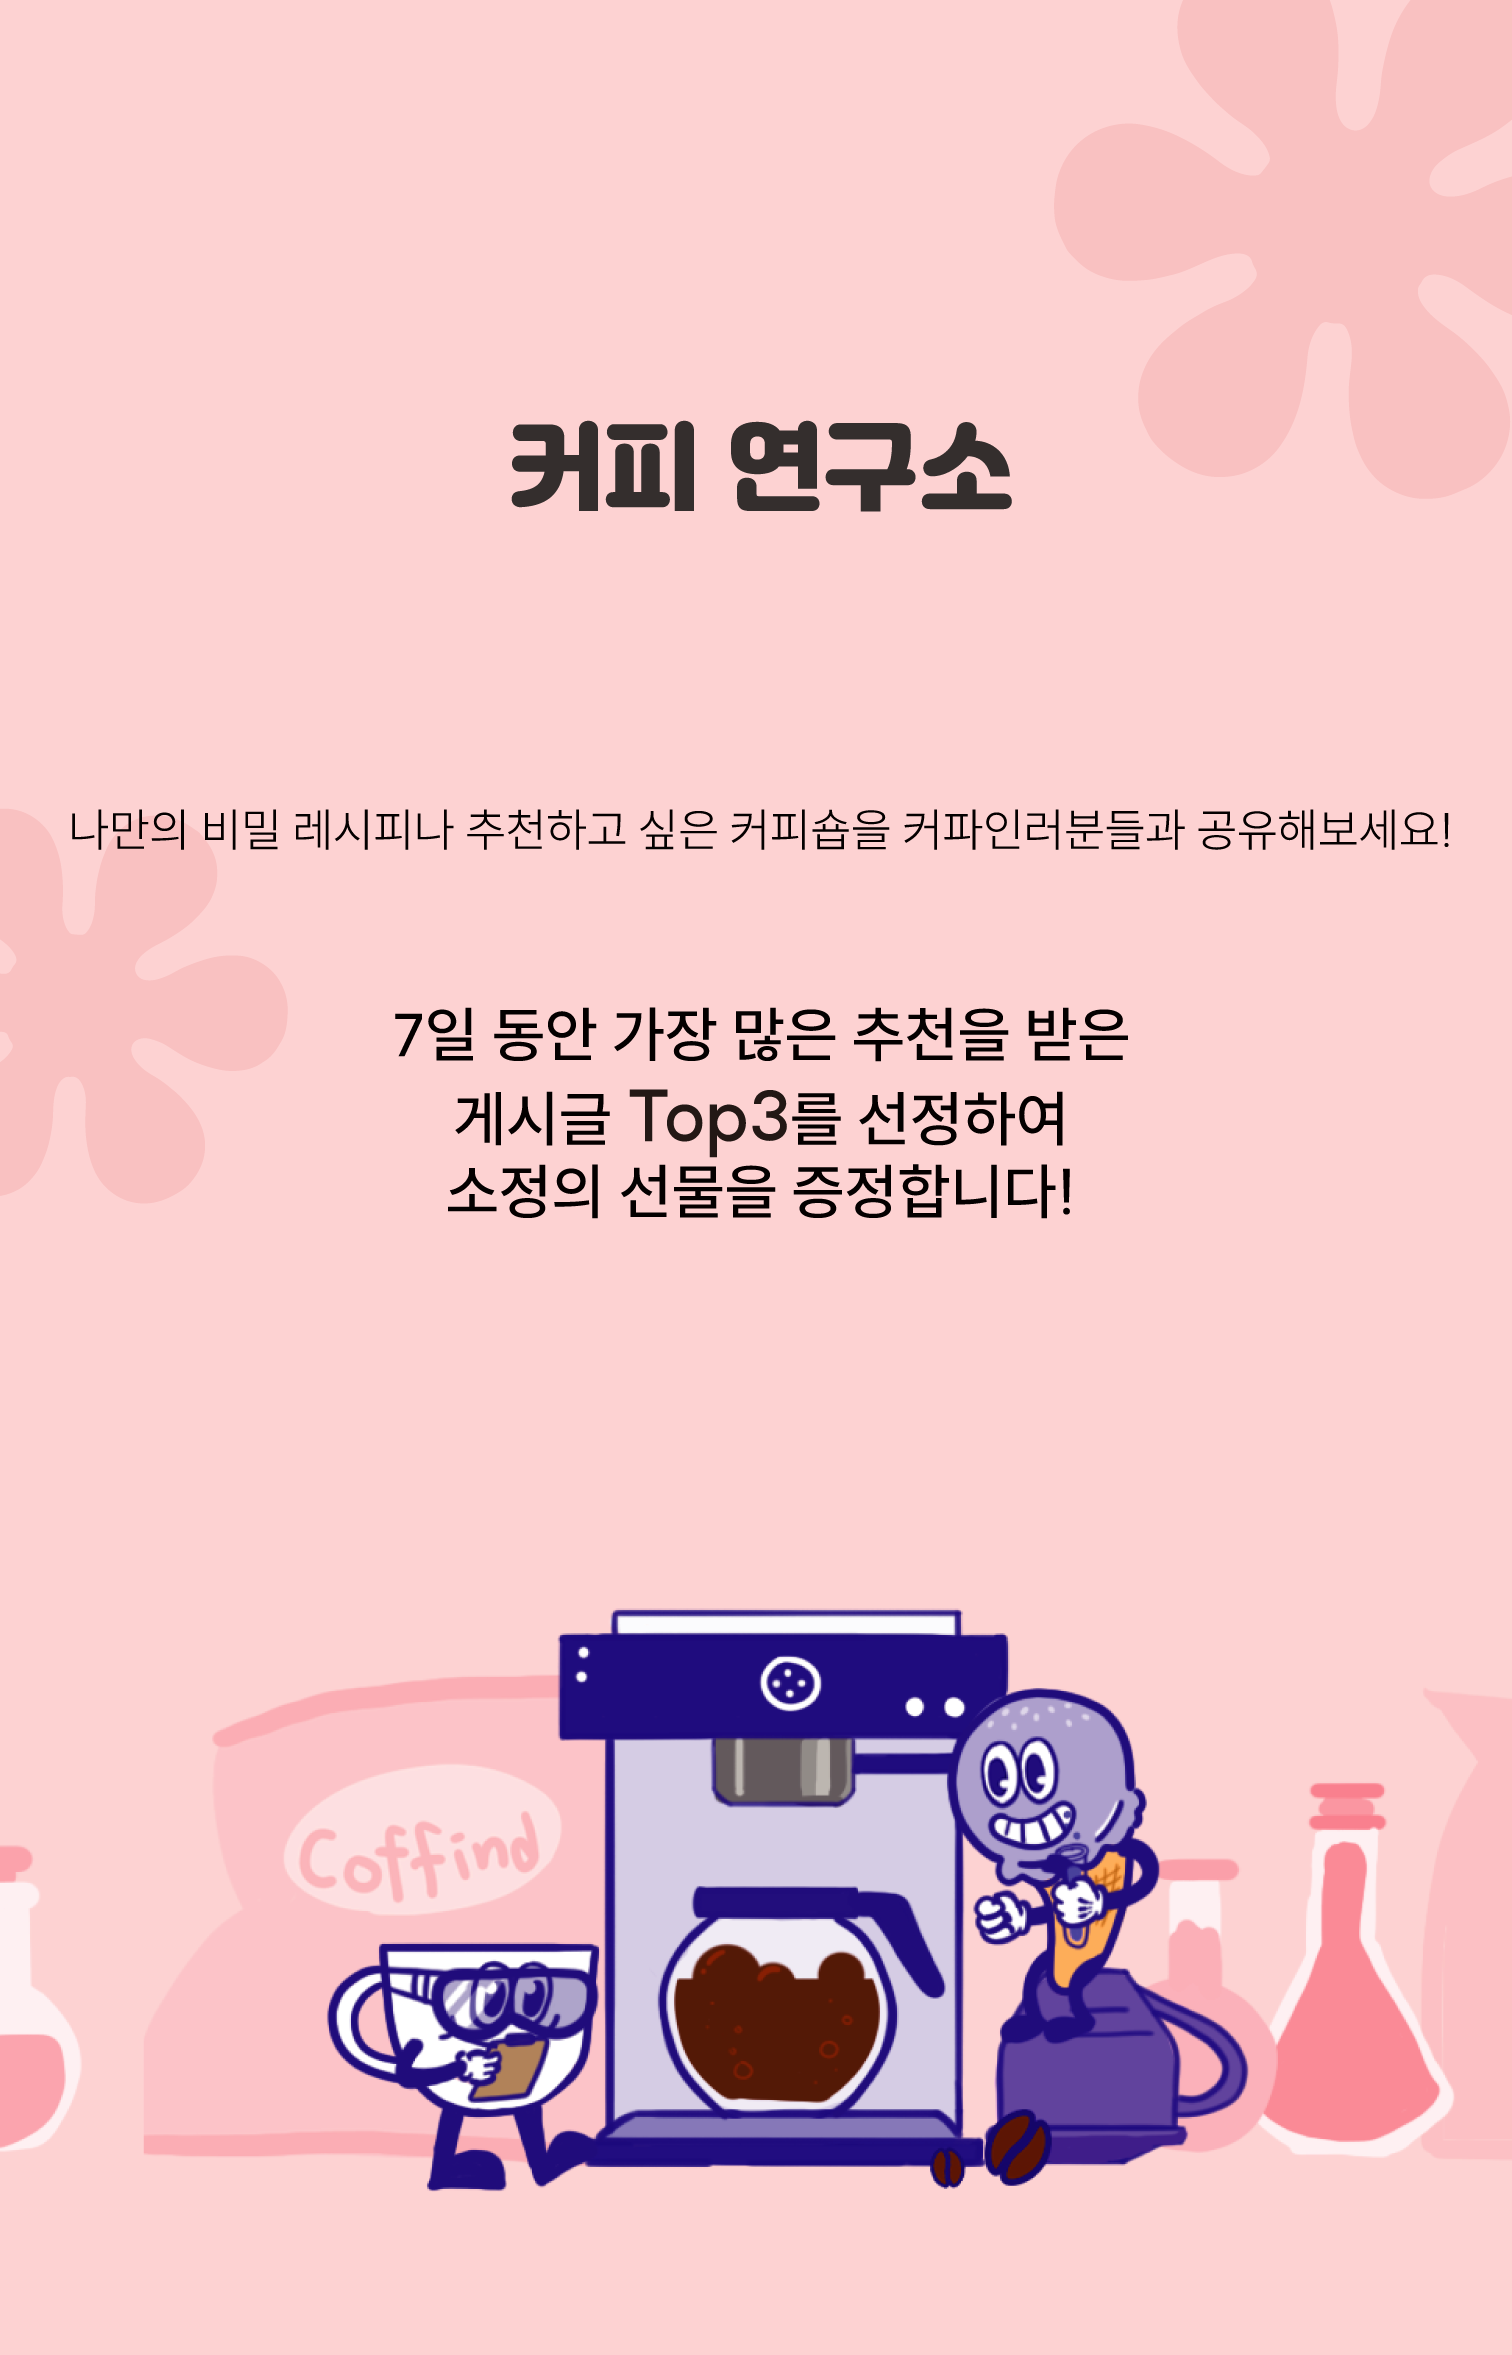 커피 연구소
나만의 비밀 레시피나 추천하고 싶은 커피숍을 커파인러분들과 공유해보세요!
7일 동안 가장 많은 추천을 받은
게시글 Top3를 선정하여
소정의 선물을 증정합니다!
Coffind